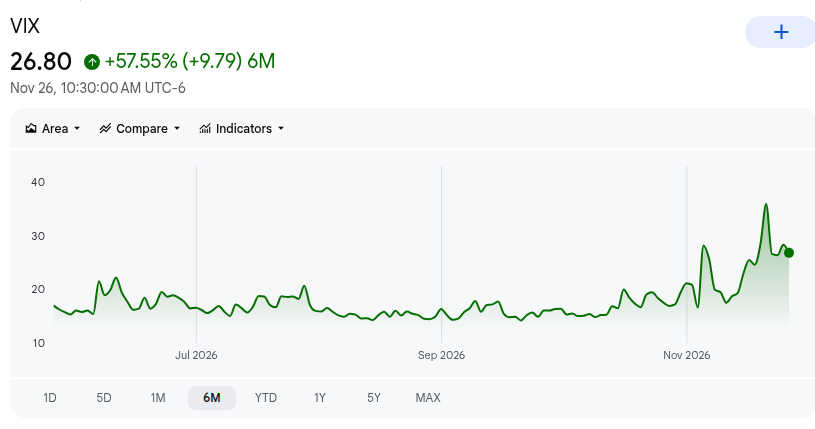 VIX
26.80 +57.55% (+9.79) 6M
Nov 26, 10:30:00 AM UTC-6
Area Compare Indicators
40
30
20
10
Jul 2026 Sep 2026 Nov 2026
1D 5D 1M 6M YTD 1Y 5Y MAX